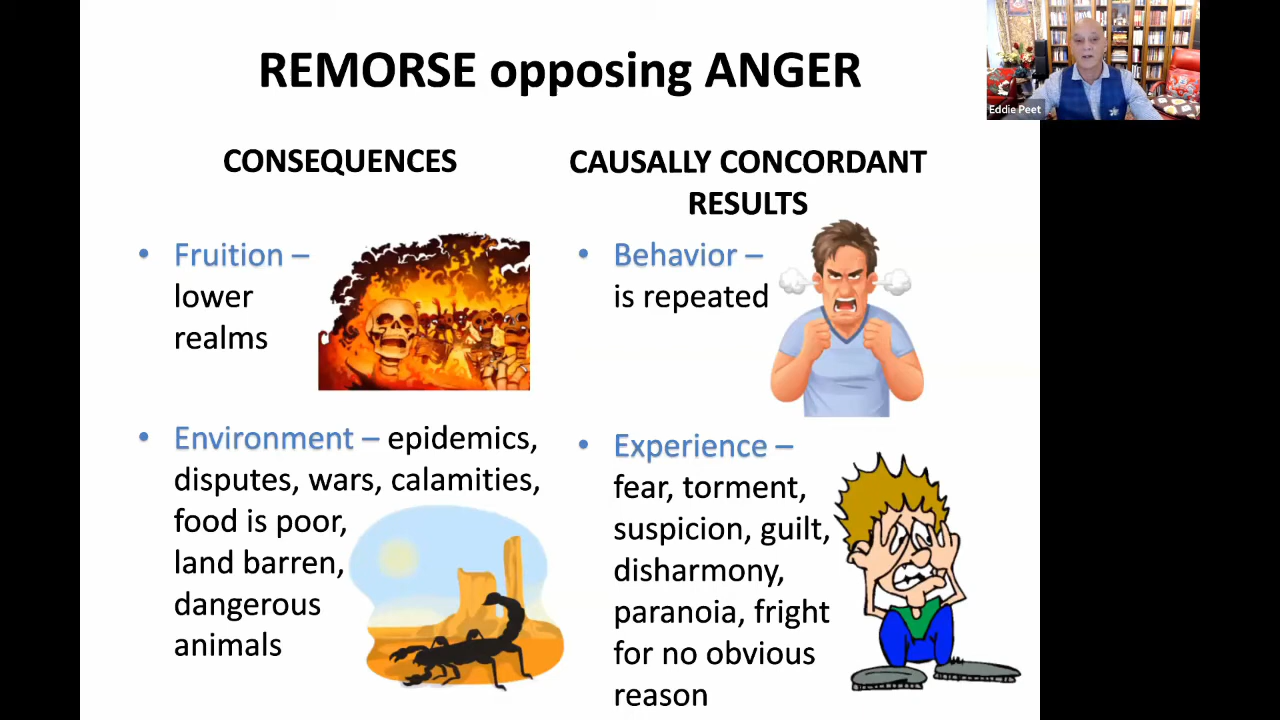 REMORSE opposing ANGER
Eddie Peet
CONSEQUENCES
• Fruition –
lower
realms
• Environment – epidemics,
disputes, wars, calamities,
food is poor,
land barren,
dangerous
animals
CAUSALLY CONCORDANT
RESULTS
• Behavior –
is repeated
• Experience –
fear, torment,
suspicion, guilt,
disharmony,
paranoia, fright
for no obvious
reason